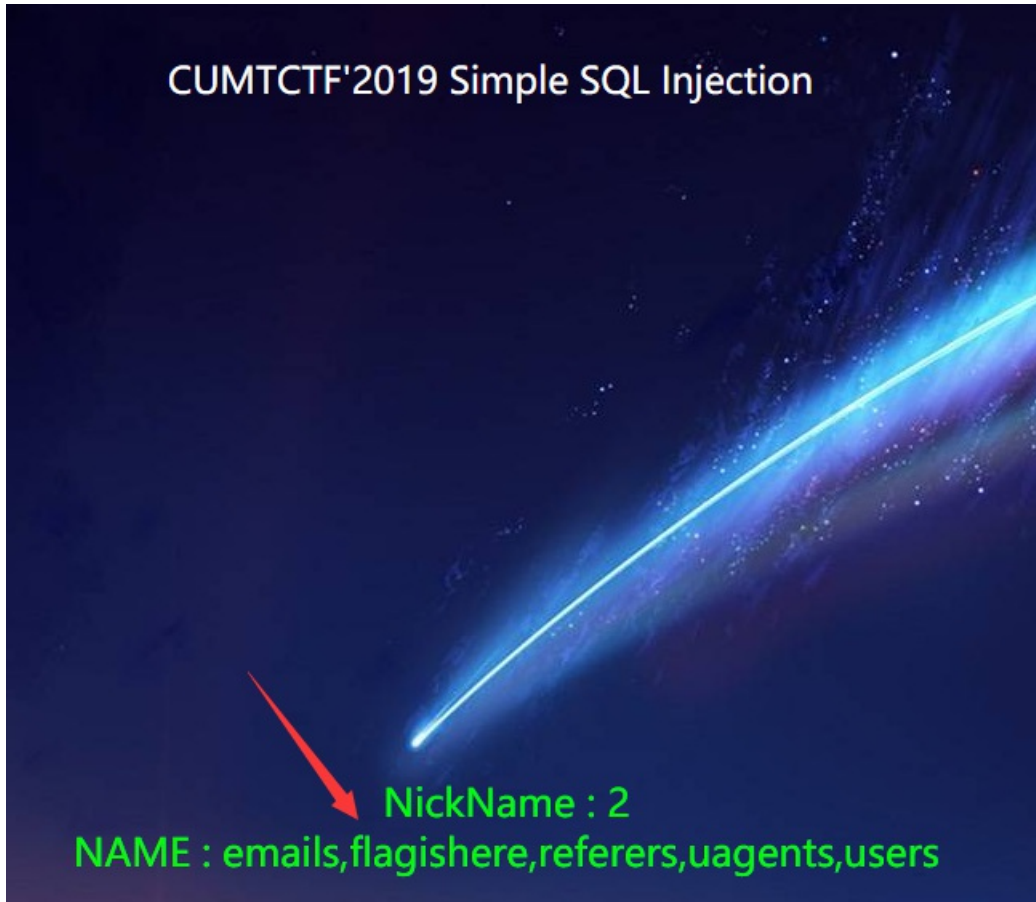 CUMTCTF'2019 Simple SQL Injection
NickName : 2
NAME : emails,flagishere,referers,uagents,users